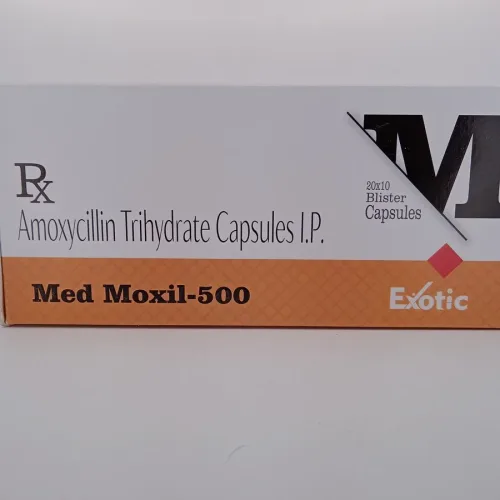 Rx
Amoxycillin Trihydrate Capsules I.P.
Med Moxil-500
M
20x10
Blister
Capsules
Exotic